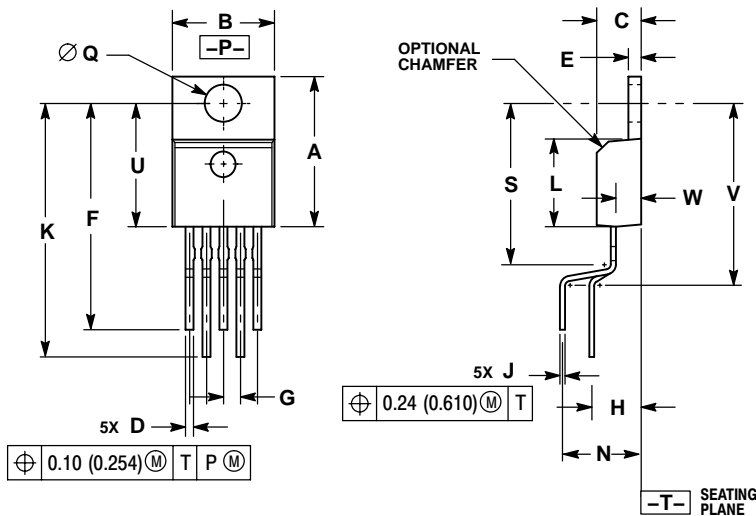 B
–P–
Ø Q
C
OPTIONAL
CHAMFER
E
A
U
F
K
S
L
W
V
5X J
G
5X D
⌖ 0.24 (0.610) Ⓜ T
H
N
⌖ 0.10 (0.254) Ⓜ T P Ⓜ
–T– SEATING
PLANE